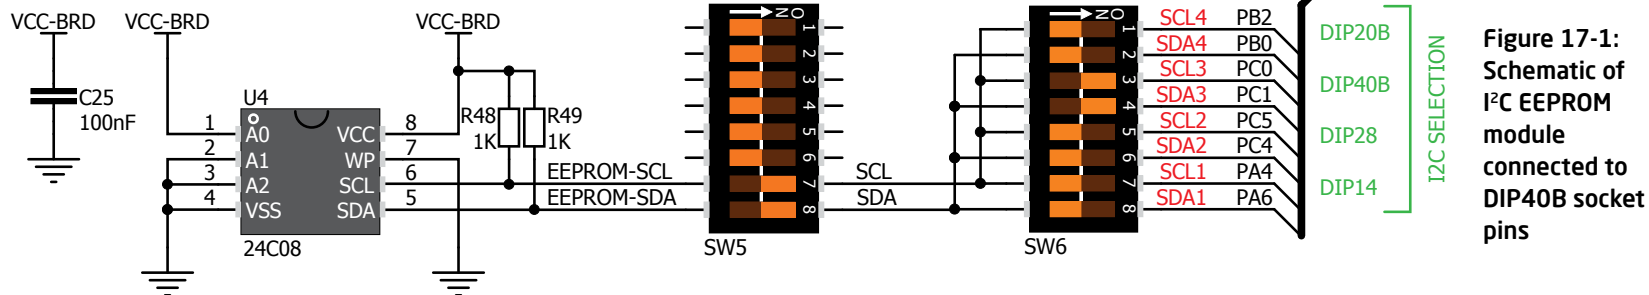 VCC-BRD
VCC-BRD
VCC-BRD
C25
100nF
U4
1 A0 VCC 8
2 A1 WP 7
3 A2 SCL 6
4 VSS SDA 5
24C08
R48
1K
R49
1K
EEPROM-SCL
EEPROM-SDA
ON
1
2
3
4
5
6
7
8
SW5
SCL
SDA
ON
1
2
3
4
5
6
7
8
SW6
SCL4 PB2
SDA4 PB0
SCL3 PC0
SDA3 PC1
SCL2 PC5
SDA2 PC4
SCL1 PA4
SDA1 PA6
DIP20B
DIP40B
DIP28
DIP14
I2C SELECTION
Figure 17-1:
Schematic of
I²C EEPROM
module
connected to
DIP40B socket
pins